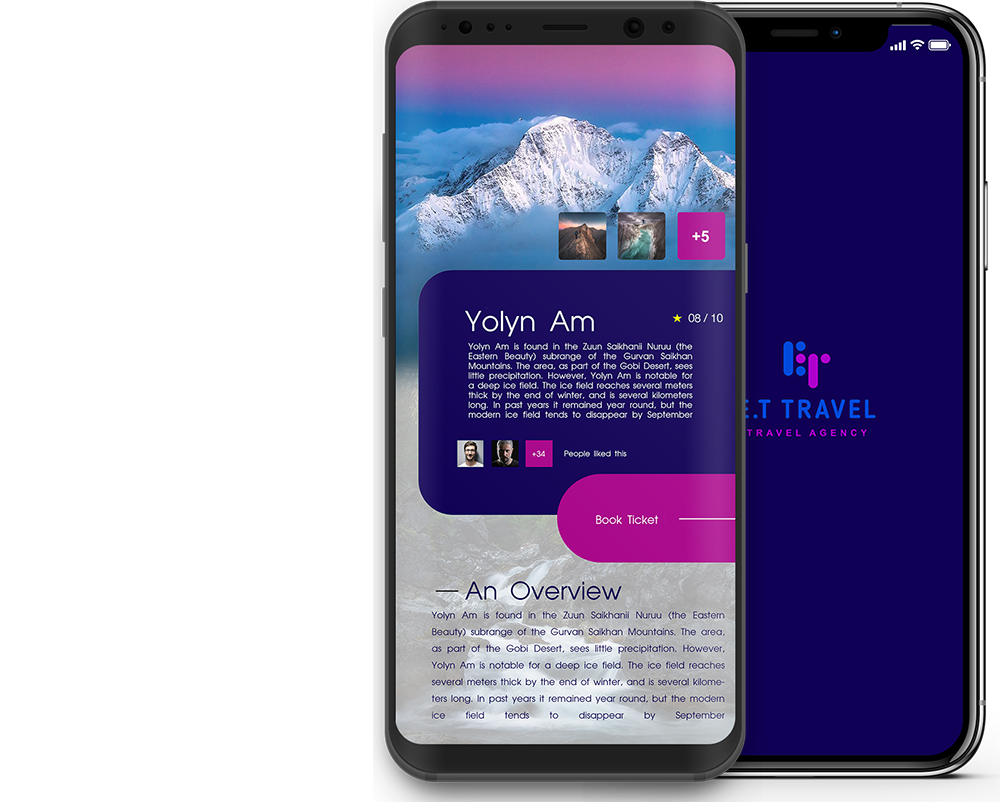 +5
Yolyn Am
★ 08 / 10
Yolyn Am is found in the Zuun Saikhanii Nuruu (the
Eastern Beauty) subrange of the Gurvan Saikhan
Mountains. The area, as part of the Gobi Desert, sees
little precipitation. However, Yolyn Am is notable for
a deep ice field. The ice field reaches several meters
thick by the end of winter, and is several kilometers
long. In past years it remained year round, but the
modern ice field tends to disappear by September
+34
People liked this
Book Ticket
— An Overview
Yolyn Am is found in the Zuun Saikhanii Nuruu (the Eastern
Beauty) subrange of the Gurvan Saikhan Mountains. The area,
as part of the Gobi Desert, sees little precipitation. However,
Yolyn Am is notable for a deep ice field. The ice field reaches
several meters thick by the end of winter, and is several kilome-
ters long. In past years it remained year round, but the modern
ice field tends to disappear by September
E.T TRAVEL
TRAVEL AGENCY